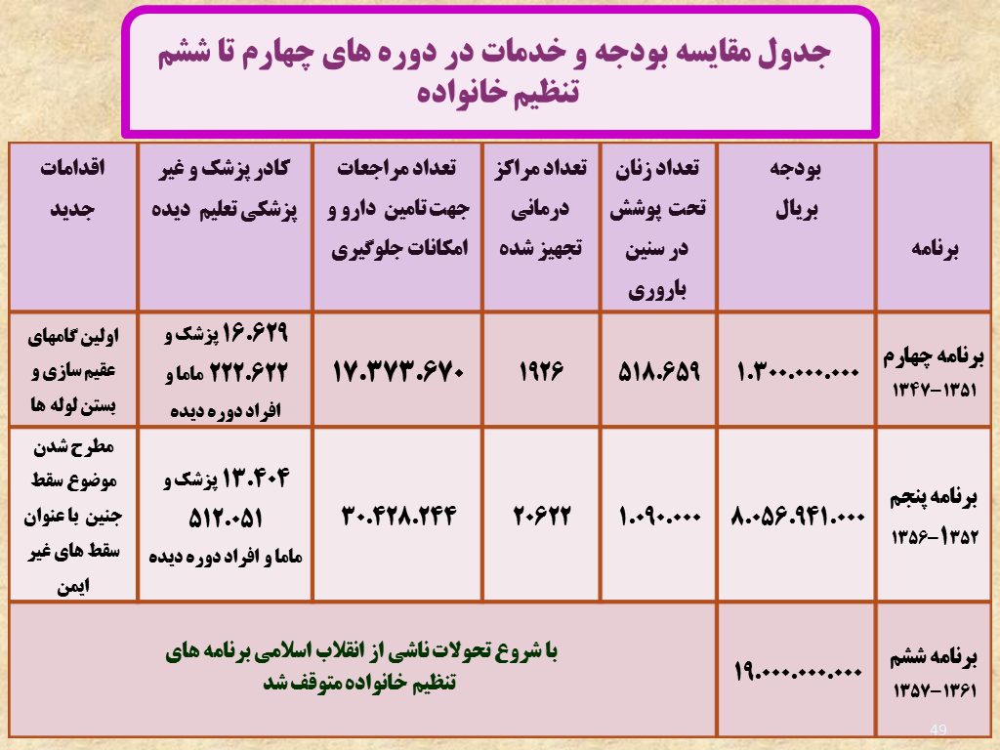 جدول مقایسه بودجه و خدمات در دوره های چهارم تا ششم
تنظیم خانواده
برنامه
بودجه
بریال
تعداد زنان
تحت پوشش
در سنین
باروری
تعداد مراکز
درمانی
تجهیز شده
تعداد مراجعات
جهت تامین دارو و
امکانات جلوگیری
کادر پزشک و غیر
پزشکی تعلیم دیده
اقدامات
جدید
برنامه چهارم
۱۳۴۷-۱۳۵۱
۱.۳۰۰.۰۰۰.۰۰۰
۵۱۸.۶۵۹
۱۹۲۶
۱۷.۳۷۳.۶۷۰
۱۶.۶۲۹ پزشک و
۲۲۲.۶۲۲ ماما و
افراد دوره دیده
اولین گامهای
عقیم سازی و
بستن لوله ها
برنامه پنجم
۱۳۵۶-۱۳۵۲
۸.۰۵۶.۹۴۱.۰۰۰
۱.۰۹۰.۰۰۰
۲۰۶۲۲
۳۰.۴۲۸.۲۴۴
۱۳.۴۰۴ پزشک و
۵۱۲.۰۵۱
ماما و افراد دوره دیده
مطرح شدن
موضوع سقط
جنین با عنوان
سقط های غیر
ایمن
برنامه ششم
۱۳۵۷-۱۳۶۱
۱۹.۰۰۰.۰۰۰.۰۰۰
با شروع تحولات ناشی از انقلاب اسلامی برنامه های
تنظیم خانواده متوقف شد
49